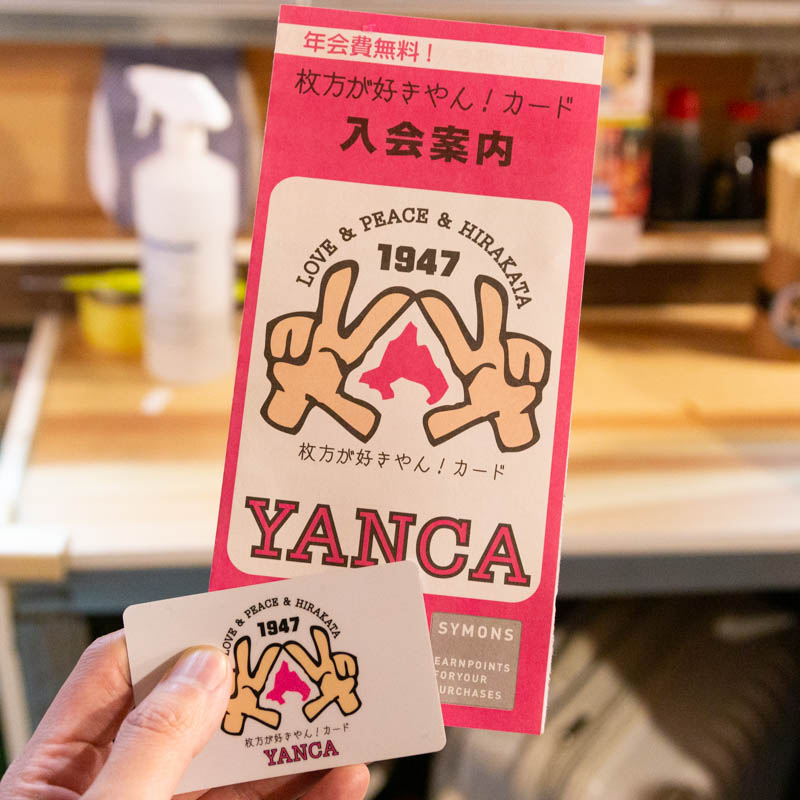 年会費無料！
枚方が好きやん！カード
入会案内
LOVE & PEACE & HIRAKATA
1947
枚方が好きやん！カード
YANCA
SYMONS
EARNPOINTS
FORYOUR
PURCHASES
LOVE & PEACE & HIRAKATA
1947
枚方が好きやん！カード
YANCA